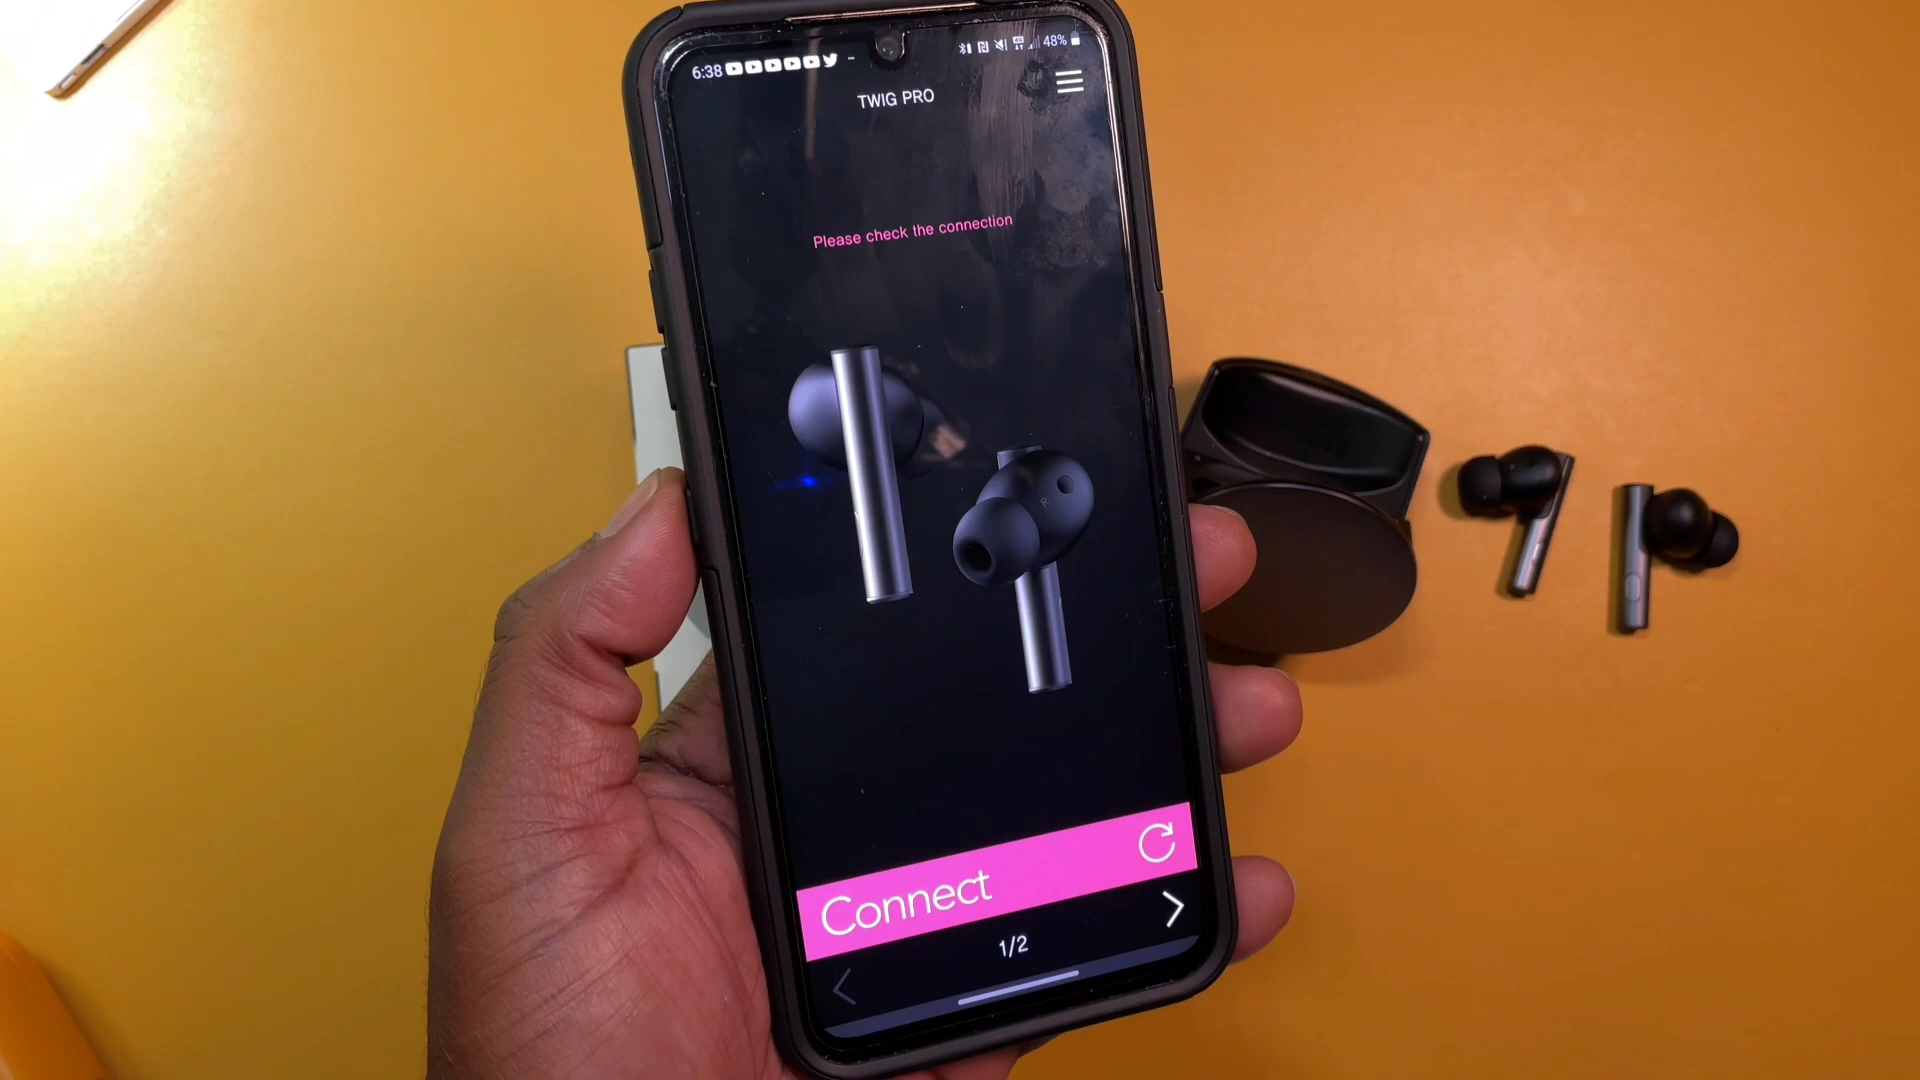 6:38
48%
TWIG PRO
Please check the connection
R
Connect
1/2